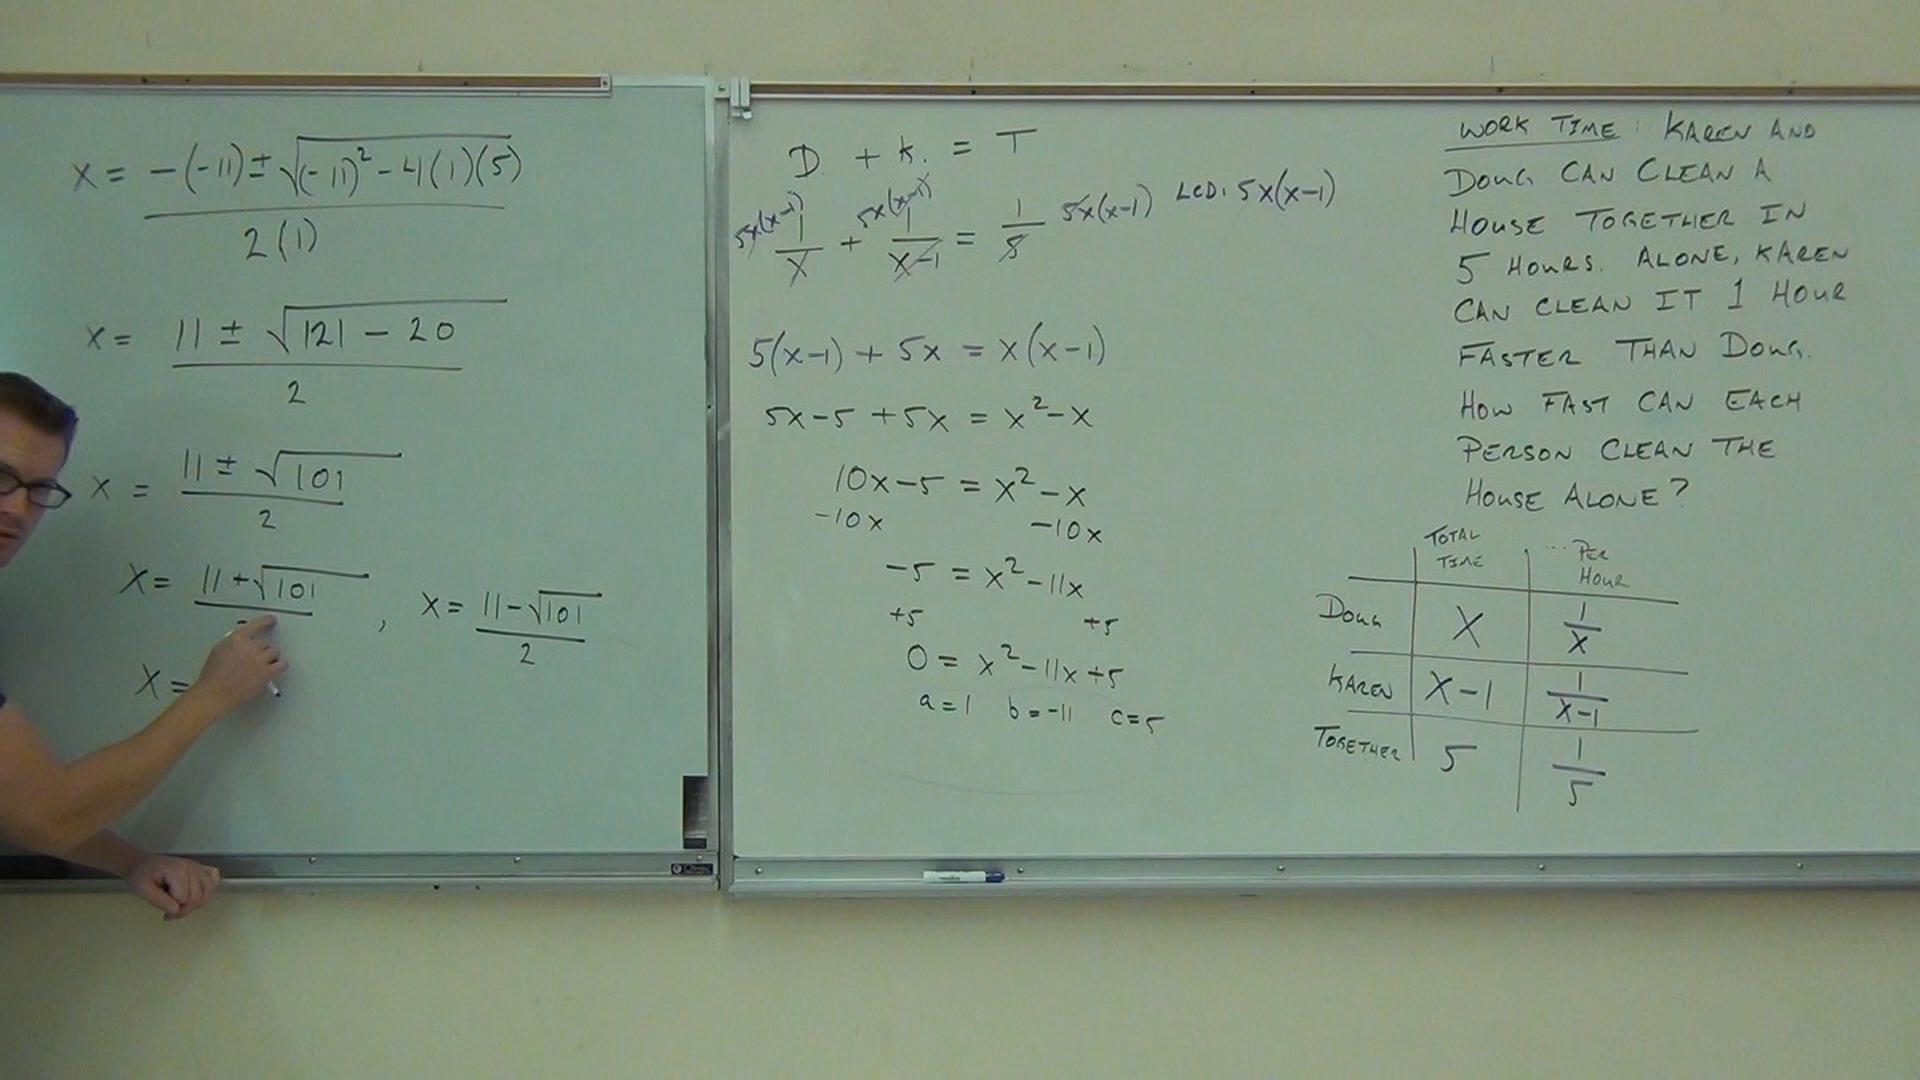 x = -(-11) ± √(-11)² - 4(1)(5)
2(1)
x = 11 ± √121 - 20
2
x = 11 ± √101
2
x = 11 + √101 , x = 11 - √101
2
x =
D. + K. = T
5x(x-1) 1/x + 5x(x-1) 1/x-1 = 1/5 5x(x-1) LCD: 5x(x-1)
5(x-1) + 5x = x(x-1)
5x - 5 + 5x = x² - x
10x - 5 = x² - x
-10x -10x
-5 = x² - 11x
+5 +5
0 = x² - 11x + 5
a = 1 b = -11 c = 5
WORK TIME: KAREN AND
DOUG CAN CLEAN A
HOUSE TOGETHER IN
5 HOURS. ALONE, KAREN
CAN CLEAN IT 1 HOUR
FASTER THAN DOUG.
HOW FAST CAN EACH
PERSON CLEAN THE
HOUSE ALONE?
TOTAL TIME ... PER HOUR
DOUG x 1/x
KAREN x-1 1/x-1
TOGETHER 5 1/5